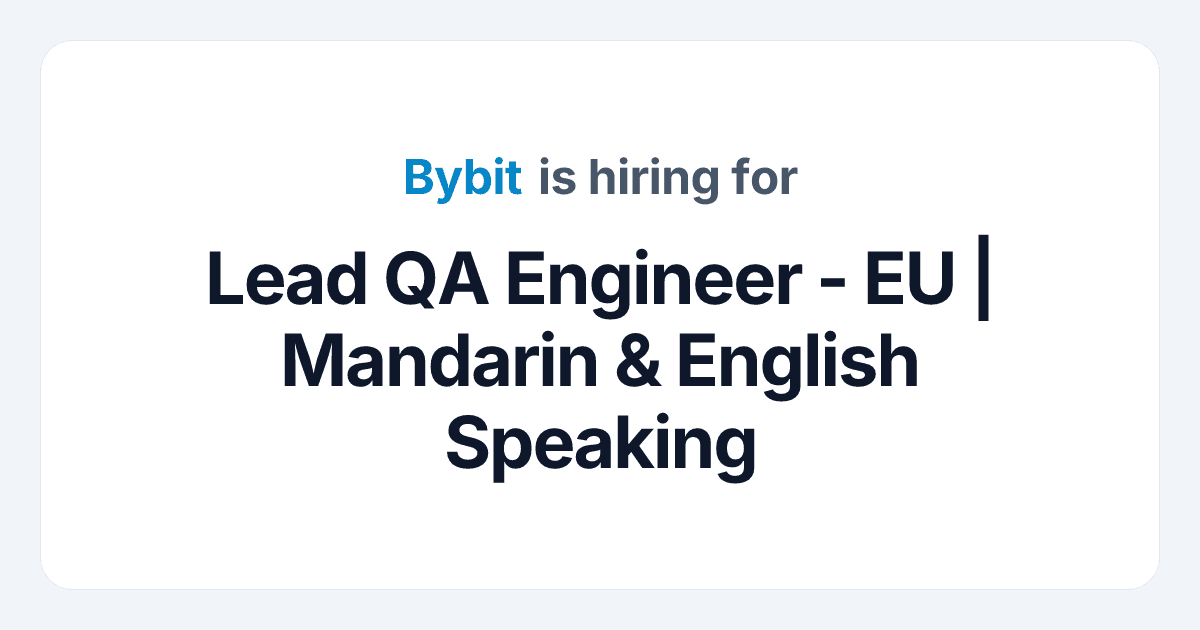 Bybit is hiring for
Lead QA Engineer - EU |
Mandarin & English
Speaking